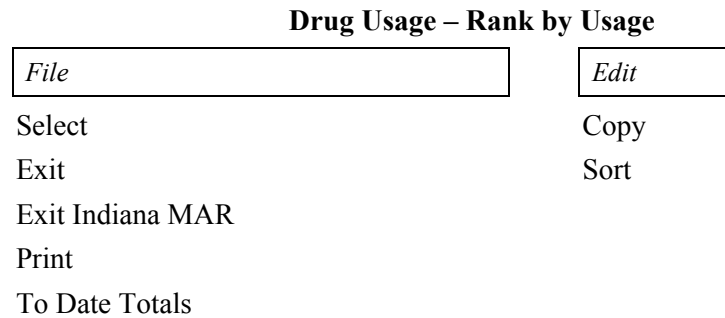 Drug Usage – Rank by Usage
File Edit
Select Copy
Exit Sort
Exit Indiana MAR
Print
To Date Totals